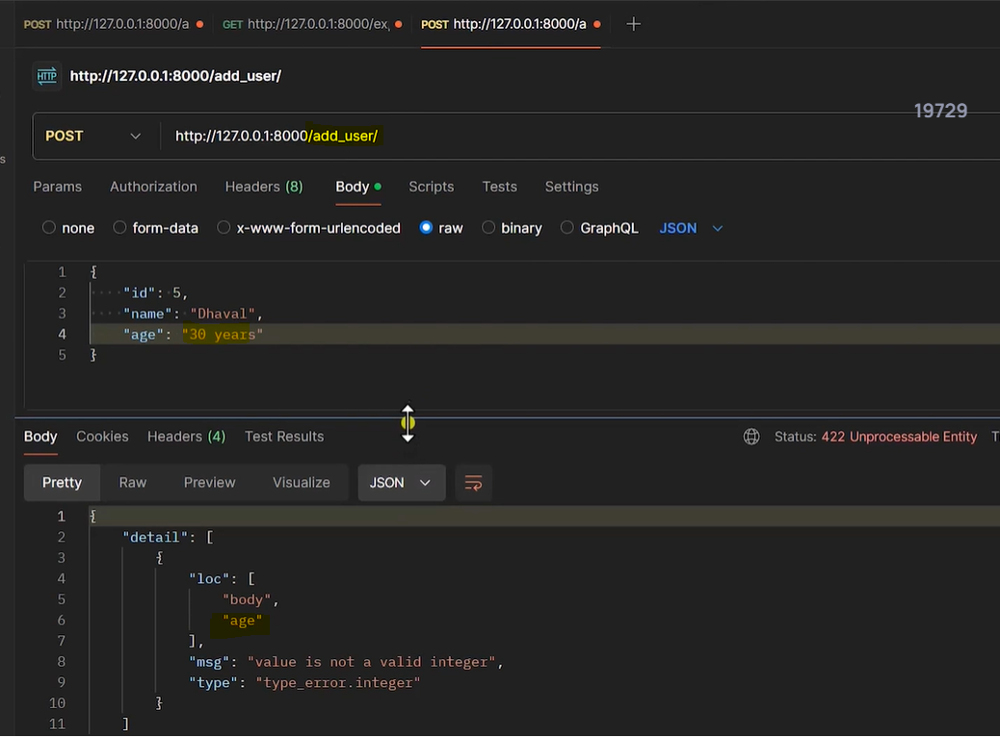 POST http://127.0.0.1:8000/a GET http://127.0.0.1:8000/ex, POST http://127.0.0.1:8000/a
HTTP http://127.0.0.1:8000/add_user/
19729
POST http://127.0.0.1:8000/add_user/
s
Params Authorization Headers (8) Body Scripts Tests Settings
none form-data x-www-form-urlencoded raw binary GraphQL JSON
1 {
2 "id": 5,
3 "name": "Dhaval",
4 "age": "30 years"
5 }
Body Cookies Headers (4) Test Results Status: 422 Unprocessable Entity T
Pretty Raw Preview Visualize JSON
1 {
2 "detail": [
3 {
4 "loc": [
5 "body",
6 "age"
7 ],
8 "msg": "value is not a valid integer",
9 "type": "type_error.integer"
10 }
11 ]